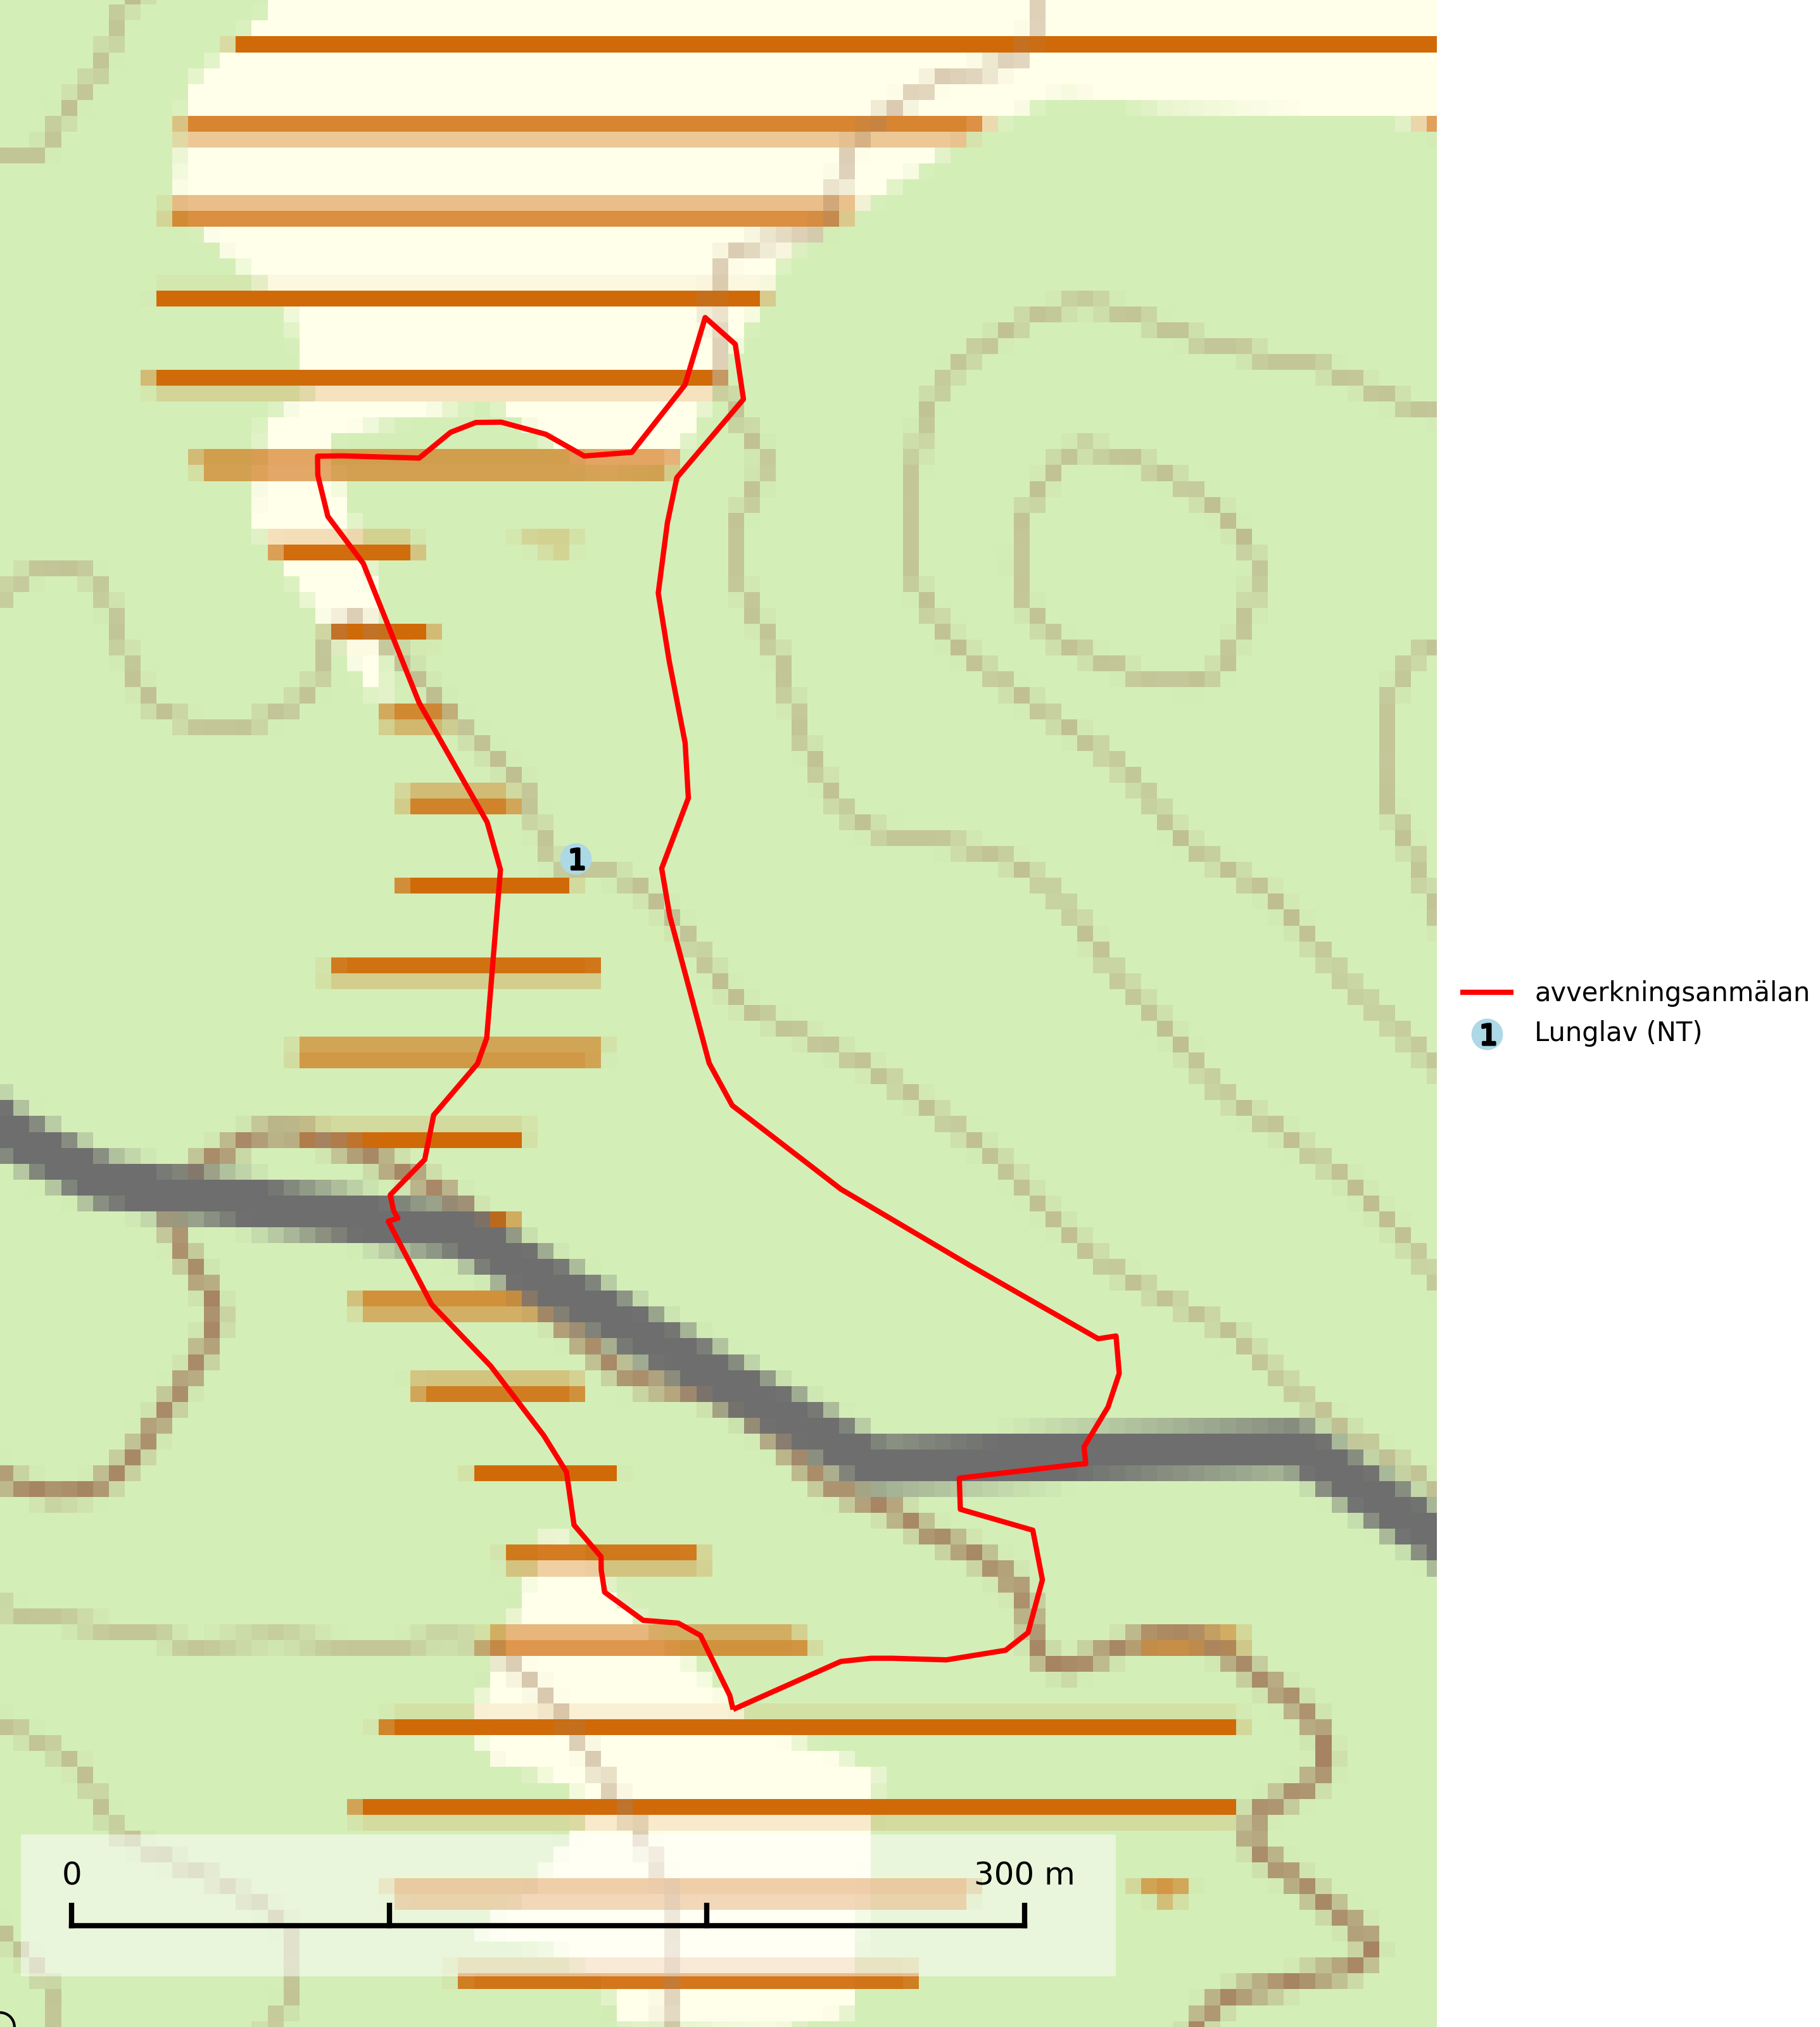 1
avverkningsanmälan
1 Lunglav (NT)
0 300 m